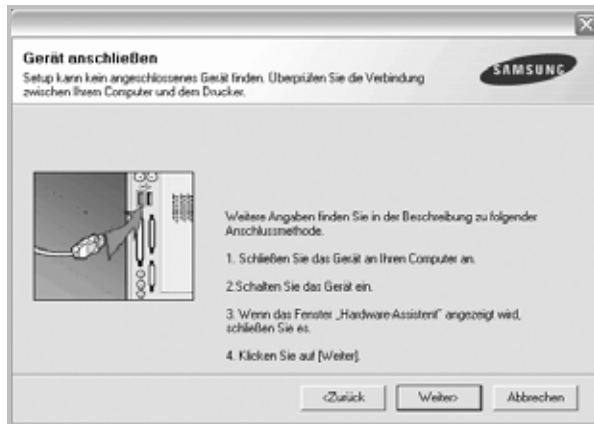 Gerät anschließen
Setup kann kein angeschlossenes Gerät finden. Überprüfen Sie die Verbindung
zwischen Ihrem Computer und dem Drucker.
SAMSUNG
Weitere Angaben finden Sie in der Beschreibung zu folgender
Anschlussmethode.
1. Schließen Sie das Gerät an Ihren Computer an.
2.Schalten Sie das Gerät ein.
3. Wenn das Fenster „Hardware-Assistent" angezeigt wird,
schließen Sie es.
4. Klicken Sie auf [Weiter].
<Zurück Weiter> Abbrechen